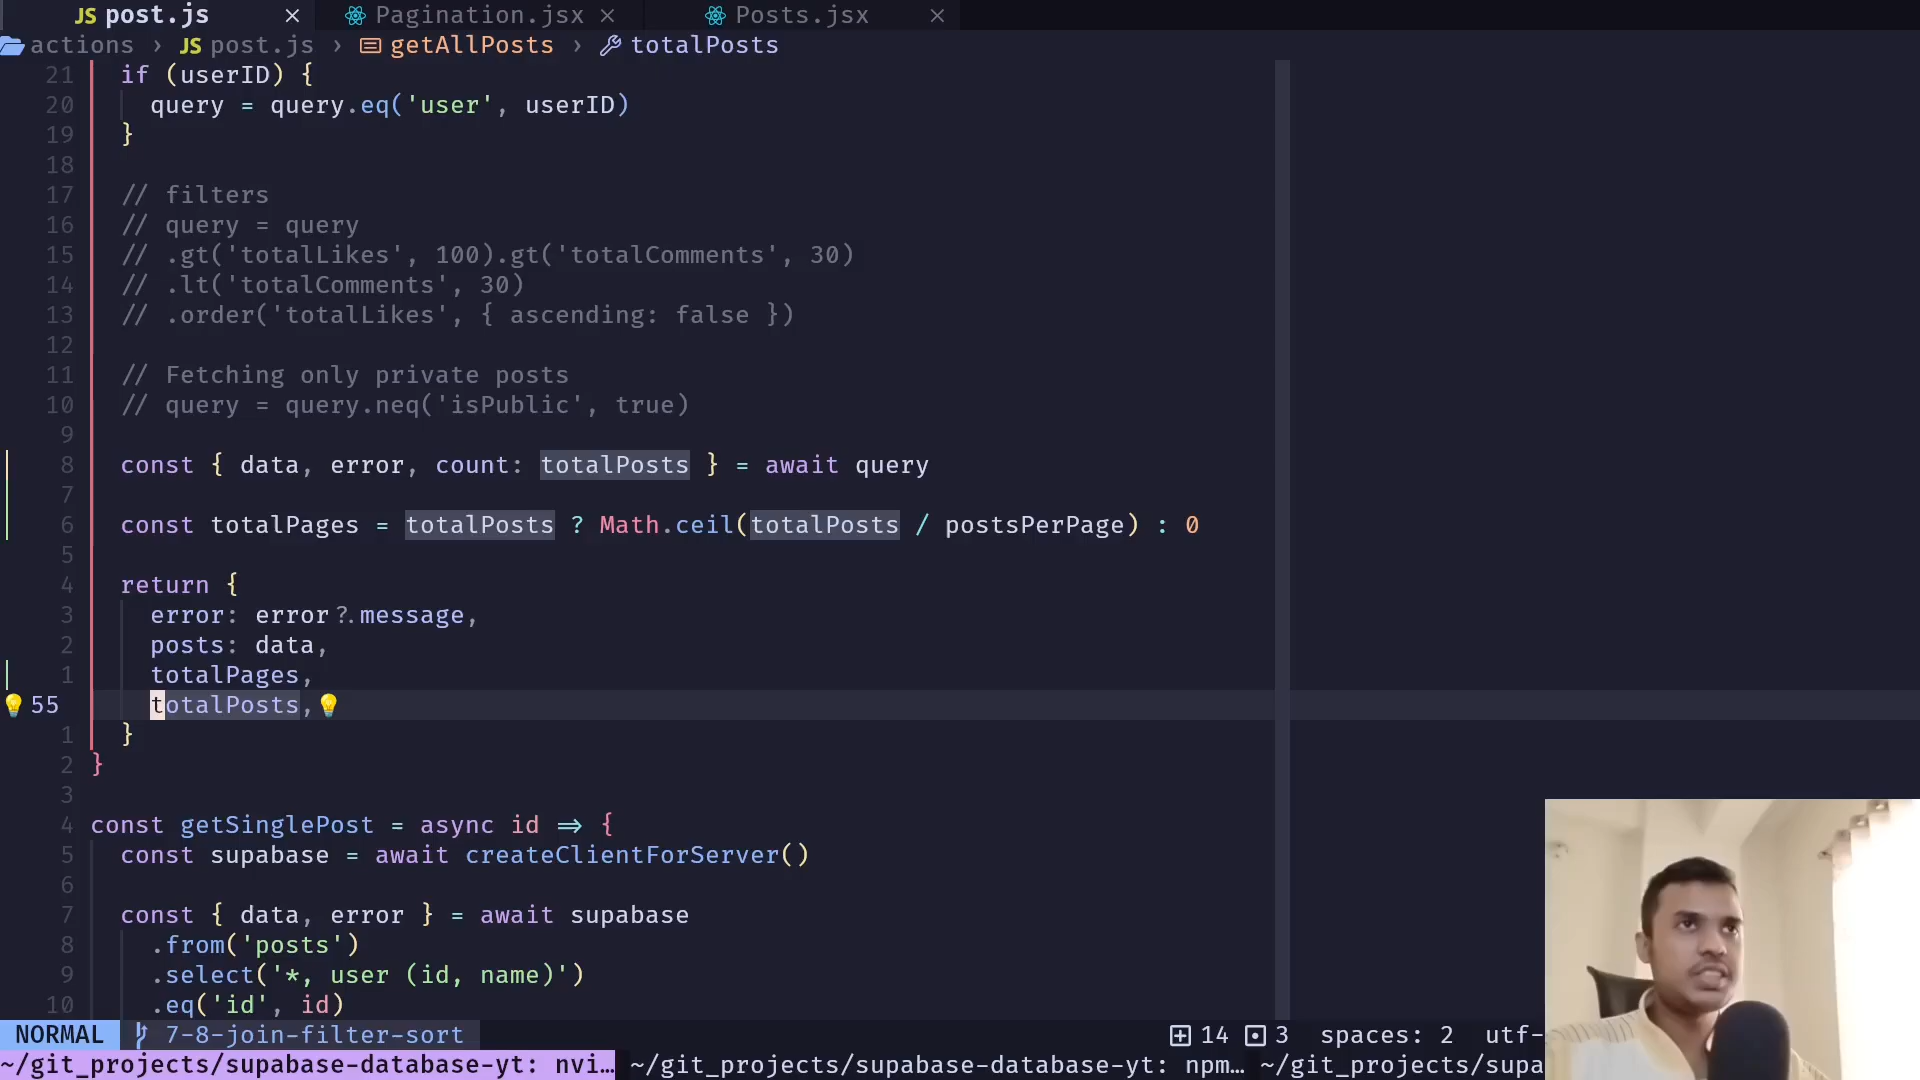 JS post.js × Pagination.jsx × Posts.jsx ×
actions › JS post.js › getAllPosts › totalPosts
21 if (userID) {
20 query = query.eq('user', userID)
19 }
18
17 // filters
16 // query = query
15 // .gt('totalLikes', 100).gt('totalComments', 30)
14 // .lt('totalComments', 30)
13 // .order('totalLikes', { ascending: false })
12
11 // Fetching only private posts
10 // query = query.neq('isPublic', true)
9
8 const { data, error, count: totalPosts } = await query
7
6 const totalPages = totalPosts ? Math.ceil(totalPosts / postsPerPage) : 0
5
4 return {
3 error: error?.message,
2 posts: data,
1 totalPages,
55 totalPosts,
1 }
2 }
3
4 const getSinglePost = async id => {
5 const supabase = await createClientForServer()
6
7 const { data, error } = await supabase
8 .from('posts')
9 .select('*, user (id, name)')
10 .eq('id', id)
NORMAL 7-8-join-filter-sort 14 3 spaces: 2 utf-
~/git_projects/supabase-database-yt: nvi… ~/git_projects/supabase-database-yt: npm… ~/git_projects/supa